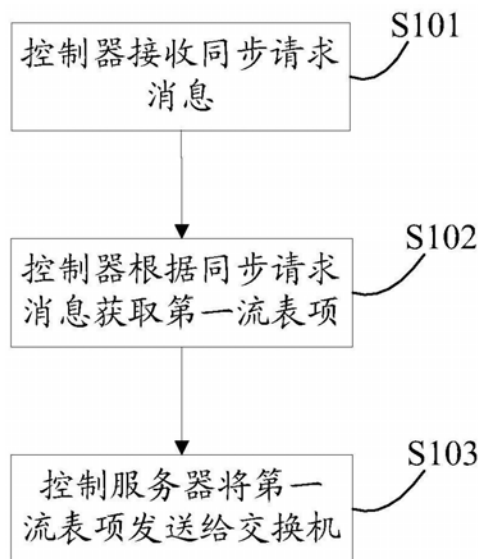 S101
控制器接收同步请求
消息
S102
控制器根据同步请求
消息获取第一流表项
S103
控制服务器将第一
流表项发送给交换机